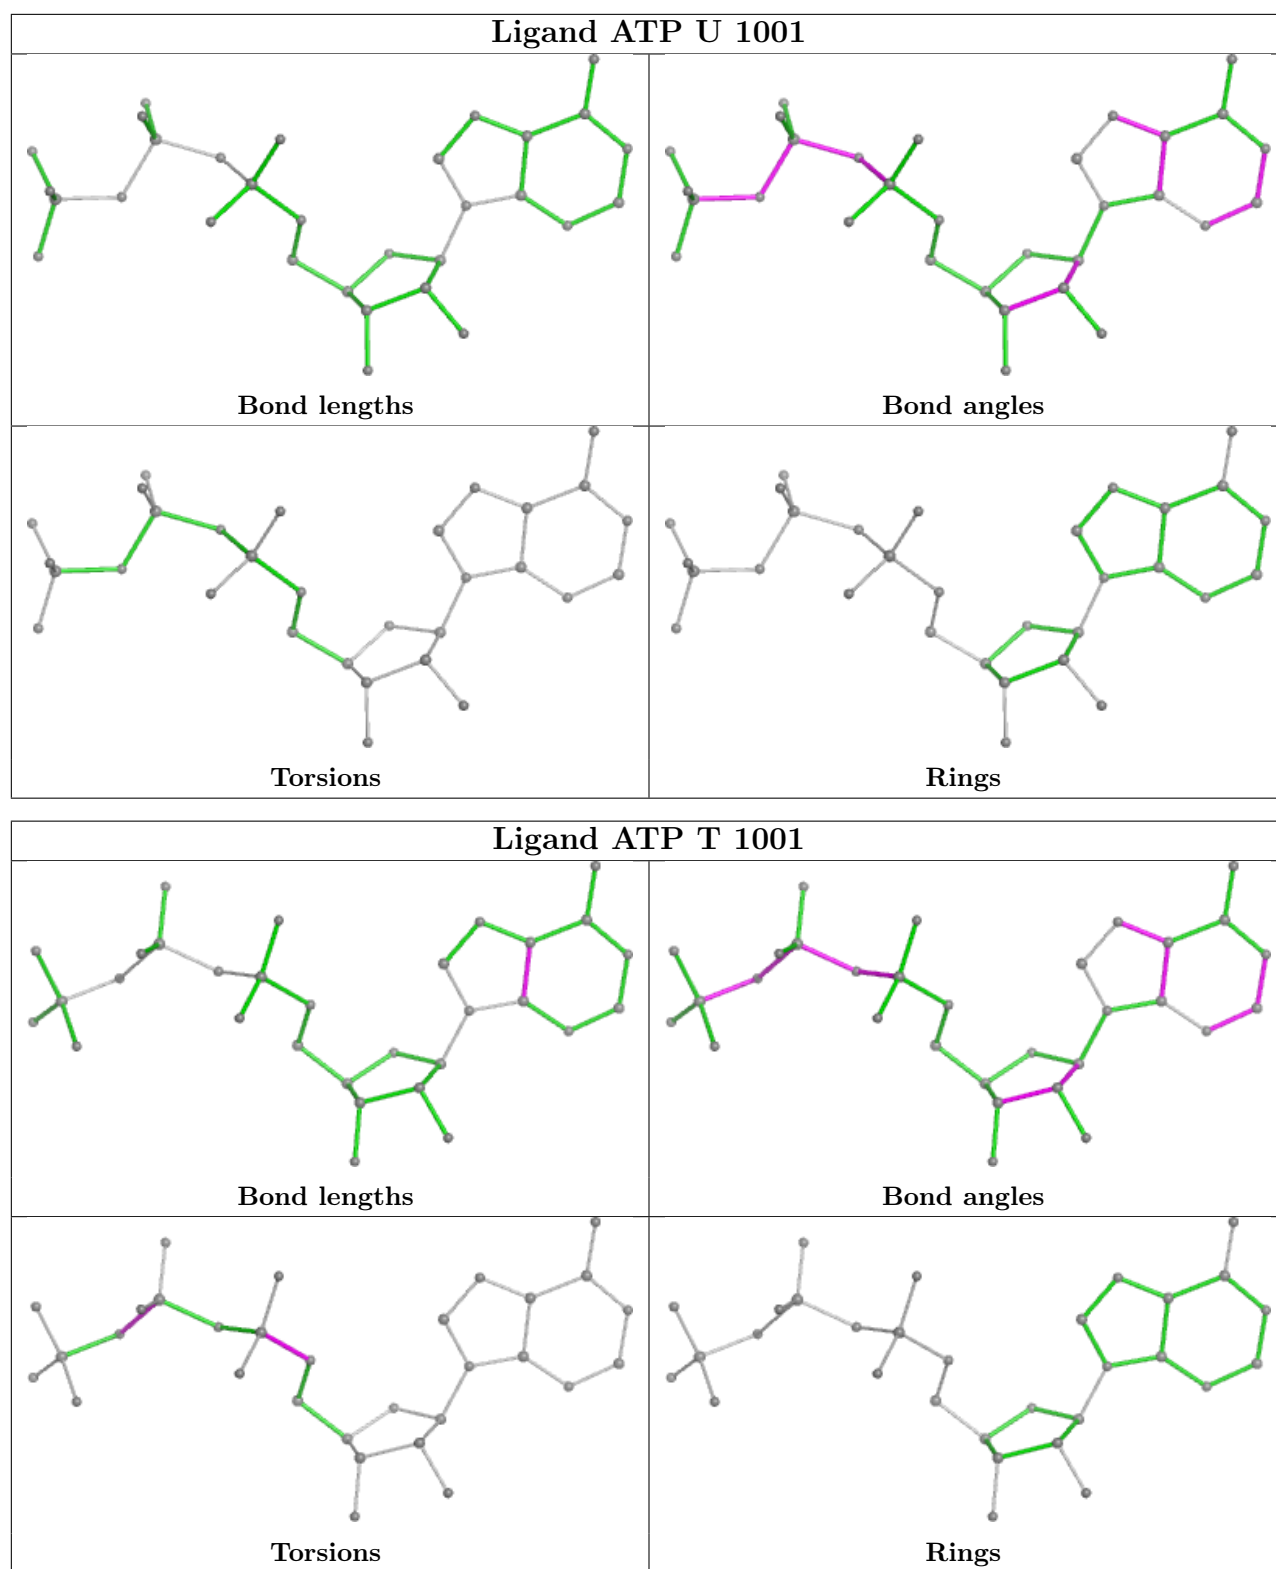 Ligand ATP U 1001
Bond lengths
Bond angles
Torsions
Rings
Ligand ATP T 1001
Bond lengths
Bond angles
Torsions
Rings